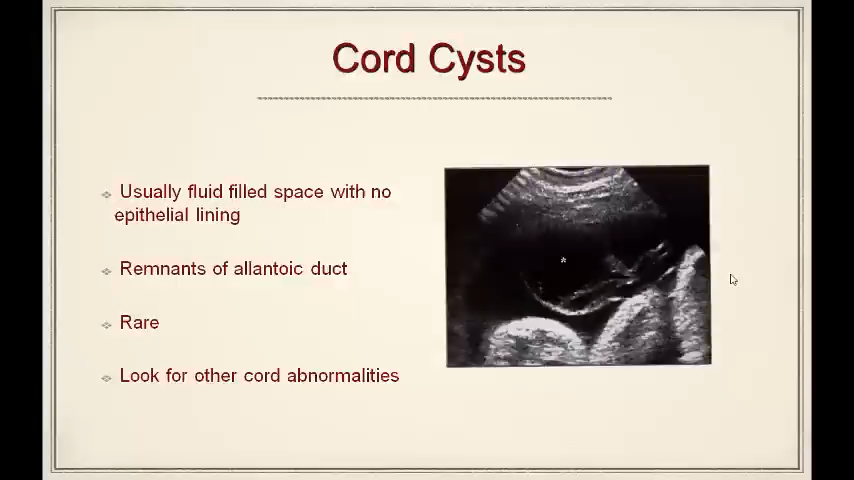 Cord Cysts
Usually fluid filled space with no
epithelial lining
Remnants of allantoic duct
Rare
Look for other cord abnormalities
*